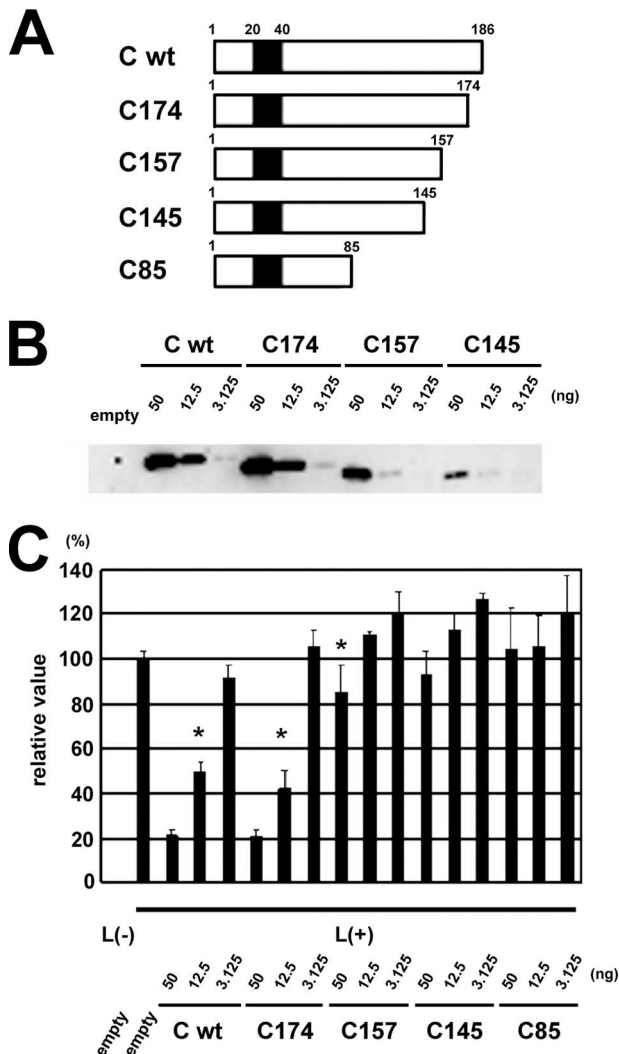 A
1 20 40 186
C wt
1 174
C174
1 157
C157
1 145
C145
1 85
C85
B
C wt C174 C157 C145
empty 50 12.5 3.125 50 12.5 3.125 50 12.5 3.125 50 12.5 3.125 (ng)
C
(%)
140
120
100
80
60
40
20
0
relative value
* * *
L(-) L(+)
empty empty 50 12.5 3.125 50 12.5 3.125 50 12.5 3.125 50 12.5 3.125 50 12.5 3.125 (ng)
C wt C174 C157 C145 C85